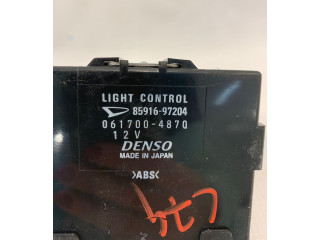 LIGHT CONTROL
85916-97204
061700-4870
12V
DENSO
MADE IN JAPAN
>ABS<